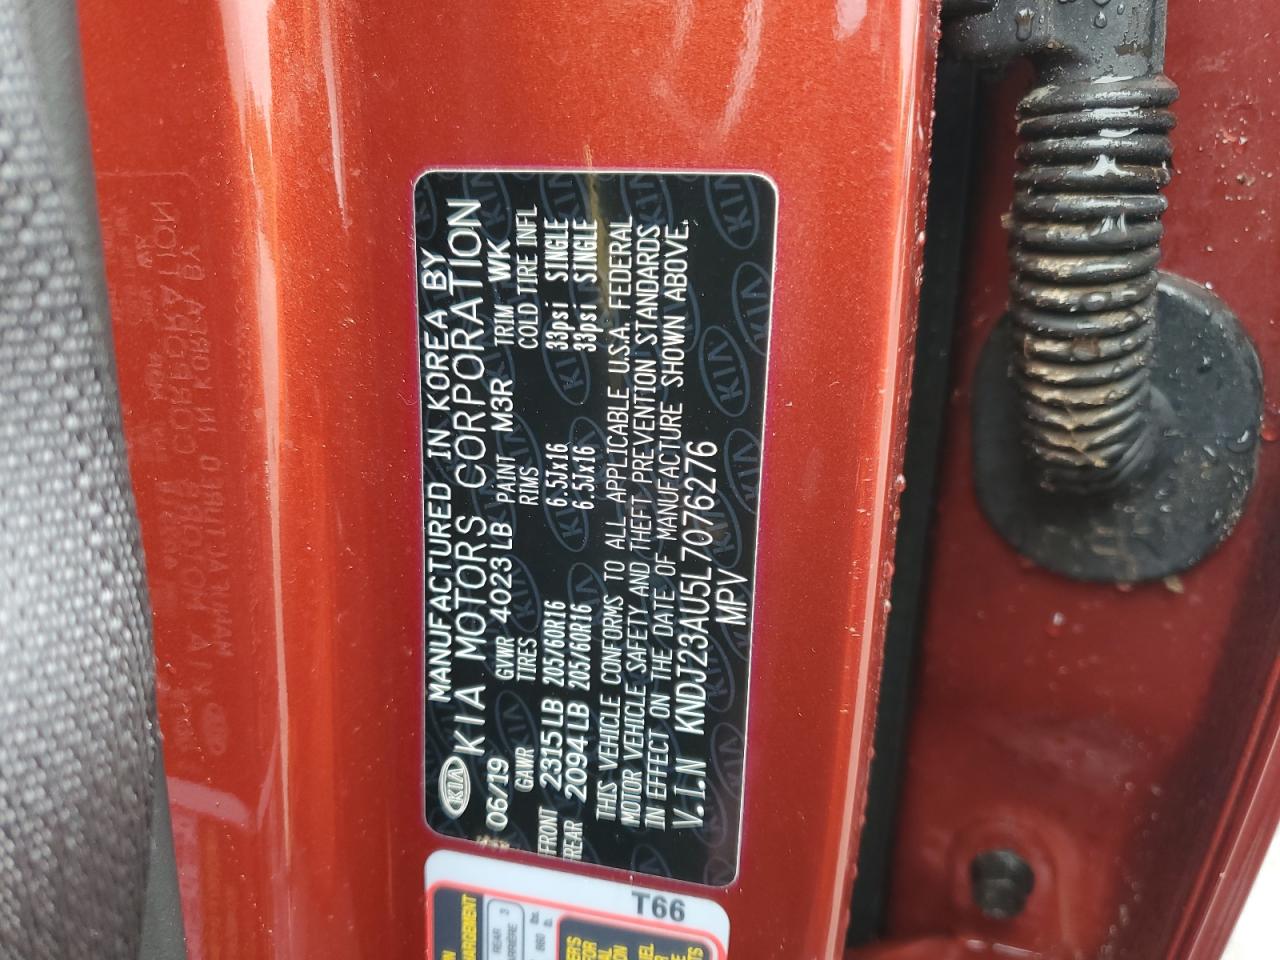 MANUFACTURED IN KOREA BY
KIA KIA MOTORS CORPORATION
06/19 GVWR 4023 LB PAINT M3R TRIM WK
GAWR TIRES RIMS COLD TIRE INFL
FRONT 2315 LB 205/60R16 6.5Jx16 33psi SINGLE
REAR 2094 LB 205/60R16 6.5Jx16 33psi SINGLE
THIS VEHICLE CONFORMS TO ALL APPLICABLE U.S.A. FEDERAL
MOTOR VEHICLE SAFETY AND THEFT PREVENTION STANDARDS
IN EFFECT ON THE DATE OF MANUFACTURE SHOWN ABOVE.
V.I.N KNDJ23AU5L7076276
MPV
T66
REAR 3